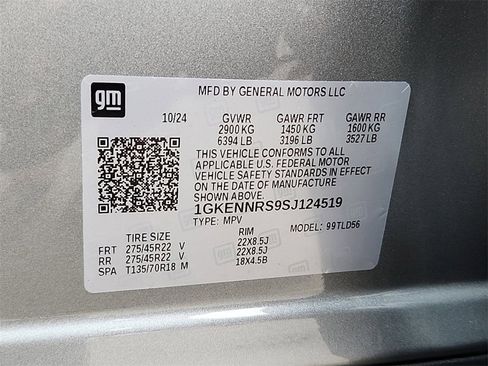 gm
MFD BY GENERAL MOTORS LLC
10/24 GVWR GAWR FRT GAWR RR
2900 KG 1450 KG 1600 KG
6394 LB 3196 LB 3527 LB
THIS VEHICLE CONFORMS TO ALL
APPLICABLE U.S. FEDERAL MOTOR
VEHICLE SAFETY STANDARDS IN
EFFECT ON THE DATE OF MANUFACTURE
SHOWN ABOVE.
1GKENNRS9SJ124519
TYPE: MPV MODEL: 99TLD56
TIRE SIZE RIM
FRT 275/45R22 V 22X8.5J
RR 275/45R22 V 22X8.5J
SPA T135/70R18 M 18X4.5B